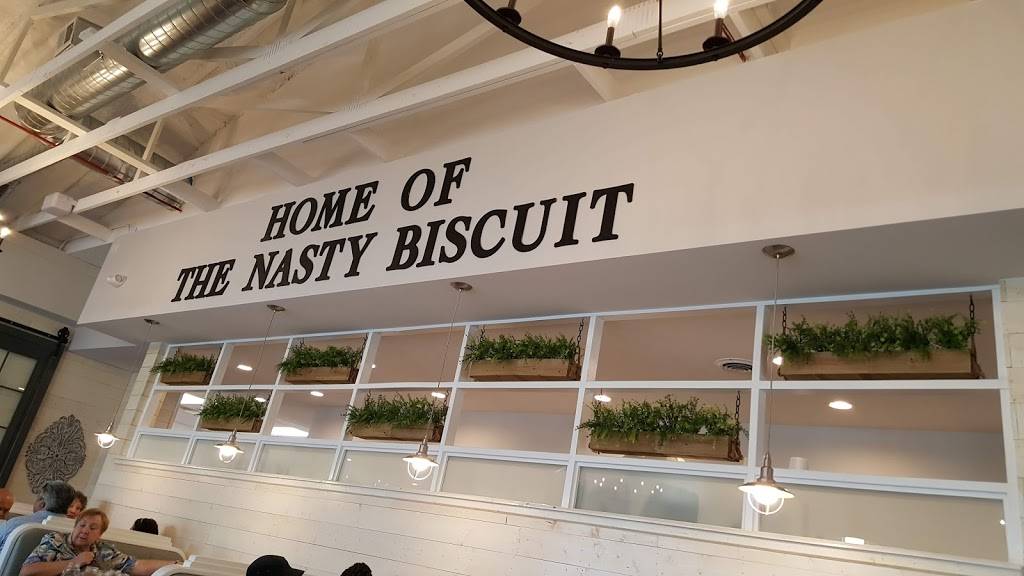 HOME OF
THE NASTY BISCUIT